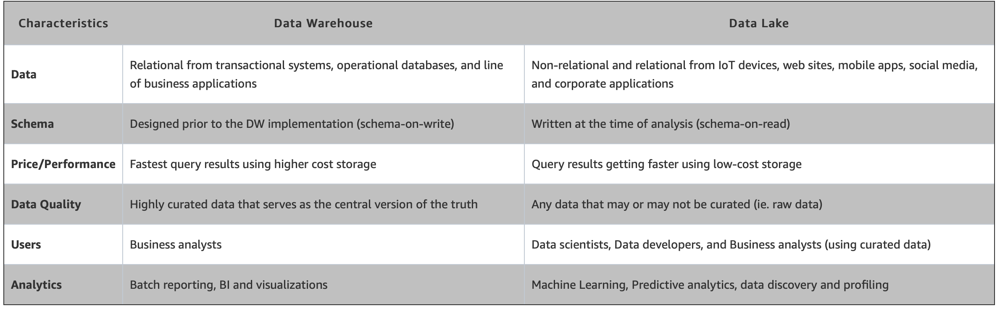 Characteristics Data Warehouse Data Lake
Data
Relational from transactional systems, operational databases, and line
of business applications
Non-relational and relational from IoT devices, web sites, mobile apps, social media,
and corporate applications
Schema Designed prior to the DW implementation (schema-on-write) Written at the time of analysis (schema-on-read)
Price/Performance Fastest query results using higher cost storage Query results getting faster using low-cost storage
Data Quality Highly curated data that serves as the central version of the truth Any data that may or may not be curated (ie. raw data)
Users Business analysts Data scientists, Data developers, and Business analysts (using curated data)
Analytics Batch reporting, BI and visualizations Machine Learning, Predictive analytics, data discovery and profiling